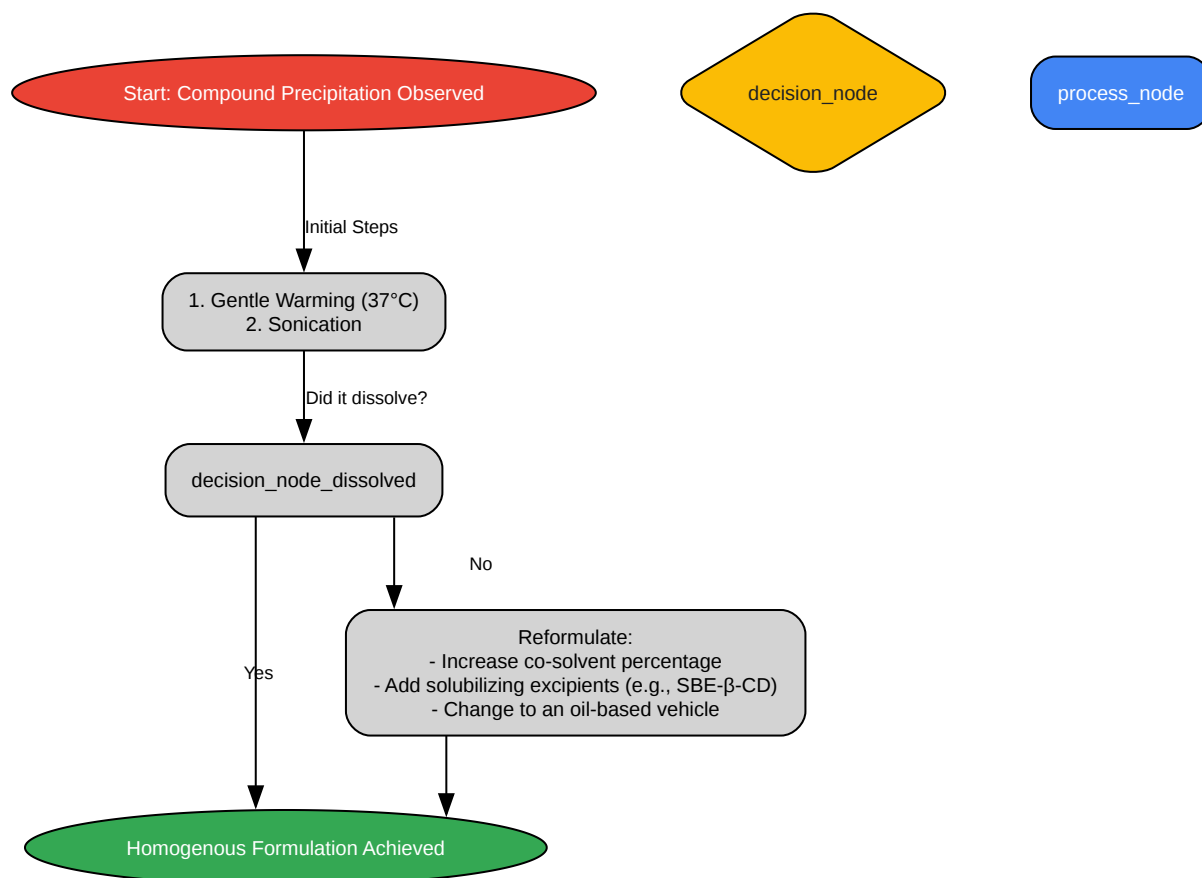 Start: Compound Precipitation Observed
decision_node
process_node
Initial Steps
1. Gentle Warming (37°C)
2. Sonication
Did it dissolve?
decision_node_dissolved
No
Reformulate:
- Increase co-solvent percentage
- Add solubilizing excipients (e.g., SBE-β-CD)
- Change to an oil-based vehicle
Yes
Homogenous Formulation Achieved